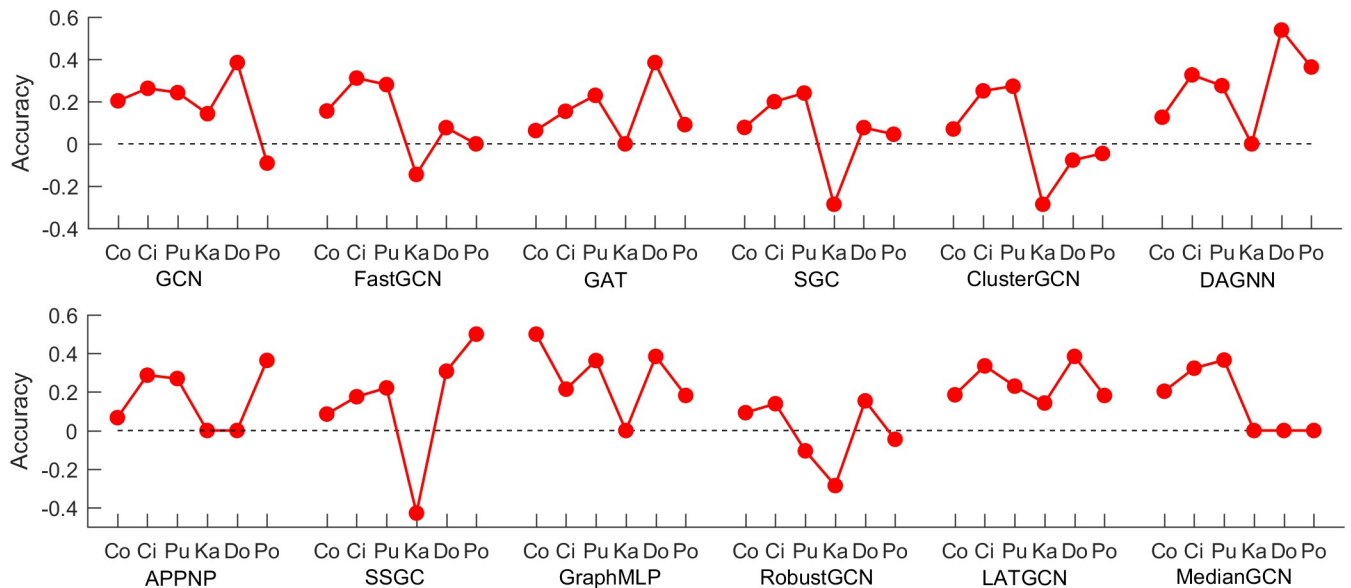 0.6
0.4
0.2
0
-0.2
-0.4
Accuracy
Co Ci Pu Ka Do Po Co Ci Pu Ka Do Po Co Ci Pu Ka Do Po Co Ci Pu Ka Do Po Co Ci Pu Ka Do Po Co Ci Pu Ka Do Po
GCN FastGCN GAT SGC ClusterGCN DAGNN
0.6
0.4
0.2
0
-0.2
-0.4
Accuracy
Co Ci Pu Ka Do Po Co Ci Pu Ka Do Po Co Ci Pu Ka Do Po Co Ci Pu Ka Do Po Co Ci Pu Ka Do Po Co Ci Pu Ka Do Po
APPNP SSGC GraphMLP RobustGCN LATGCN MedianGCN